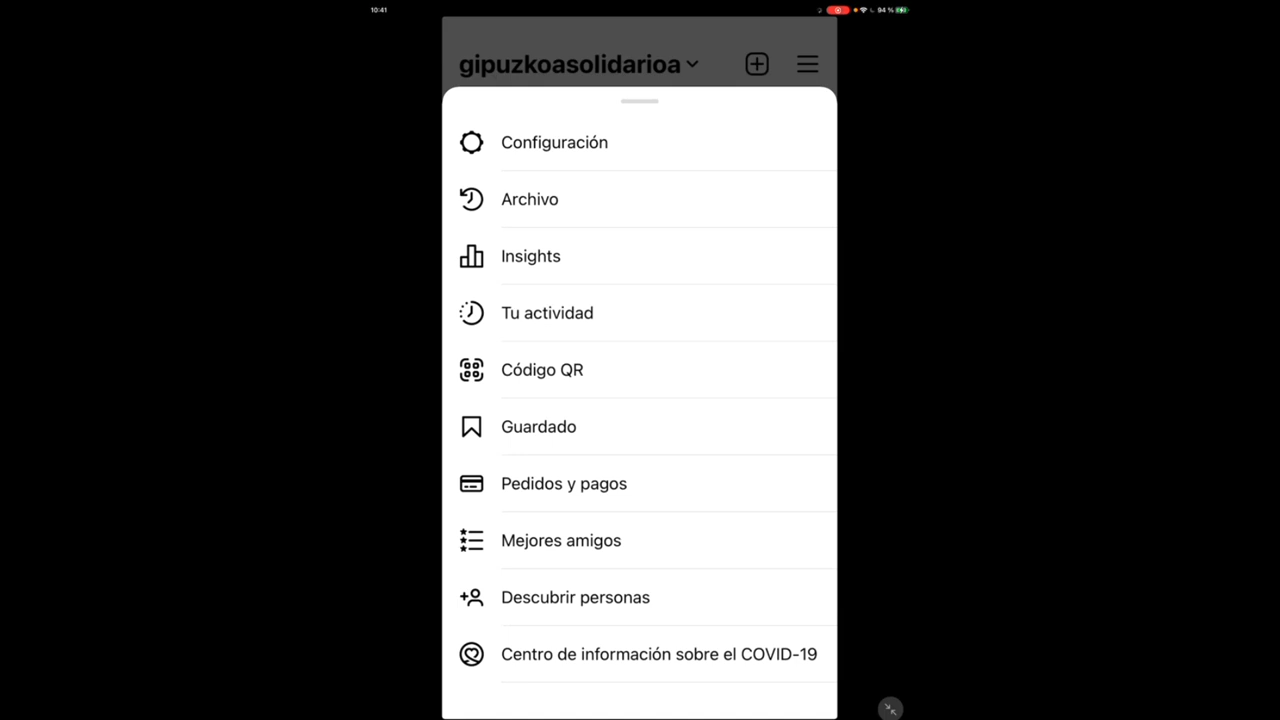 10:41
94 %
gipuzkoasolidarioa
Configuración
Archivo
Insights
Tu actividad
Código QR
Guardado
Pedidos y pagos
Mejores amigos
Descubrir personas
Centro de información sobre el COVID-19